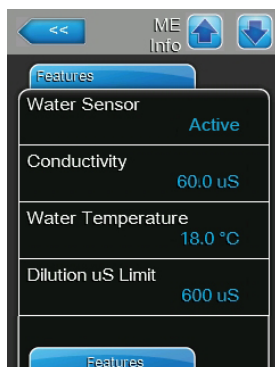 <<
ME
Info
Features
Water Sensor
Active
Conductivity
60.0 uS
Water Temperature
18.0 °C
Dilution uS Limit
600 uS
Features